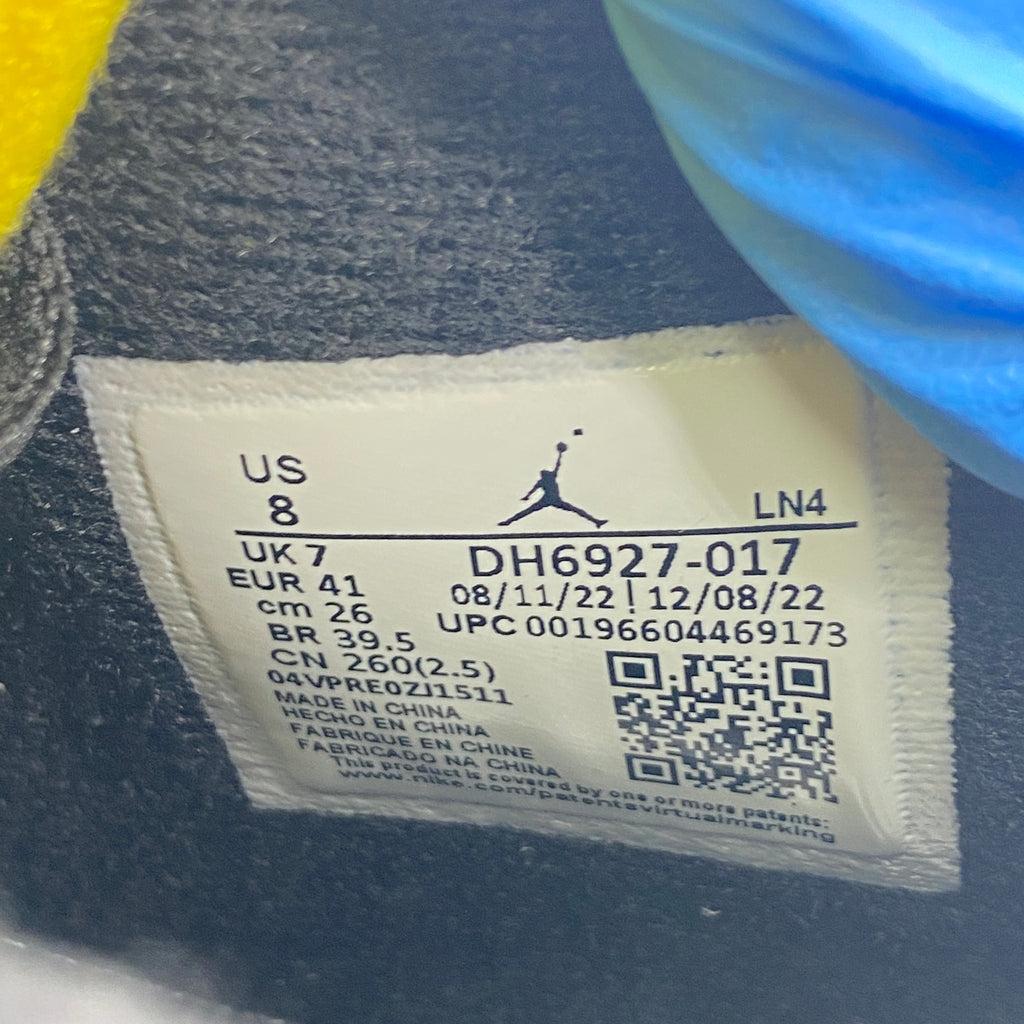 US
8
LN4
UK 7
EUR 41
cm 26
BR 39.5
CN 260(2.5)
04VPRE0ZJ1511
DH6927-017
08/11/22 | 12/08/22
UPC 00196604469173
MADE IN CHINA
HECHO EN CHINA
FABRIQUE EN CHINE
FABRICADO NA CHINA
This product is covered by one or more patents:
www.nike.com/patentsvirtualmarking